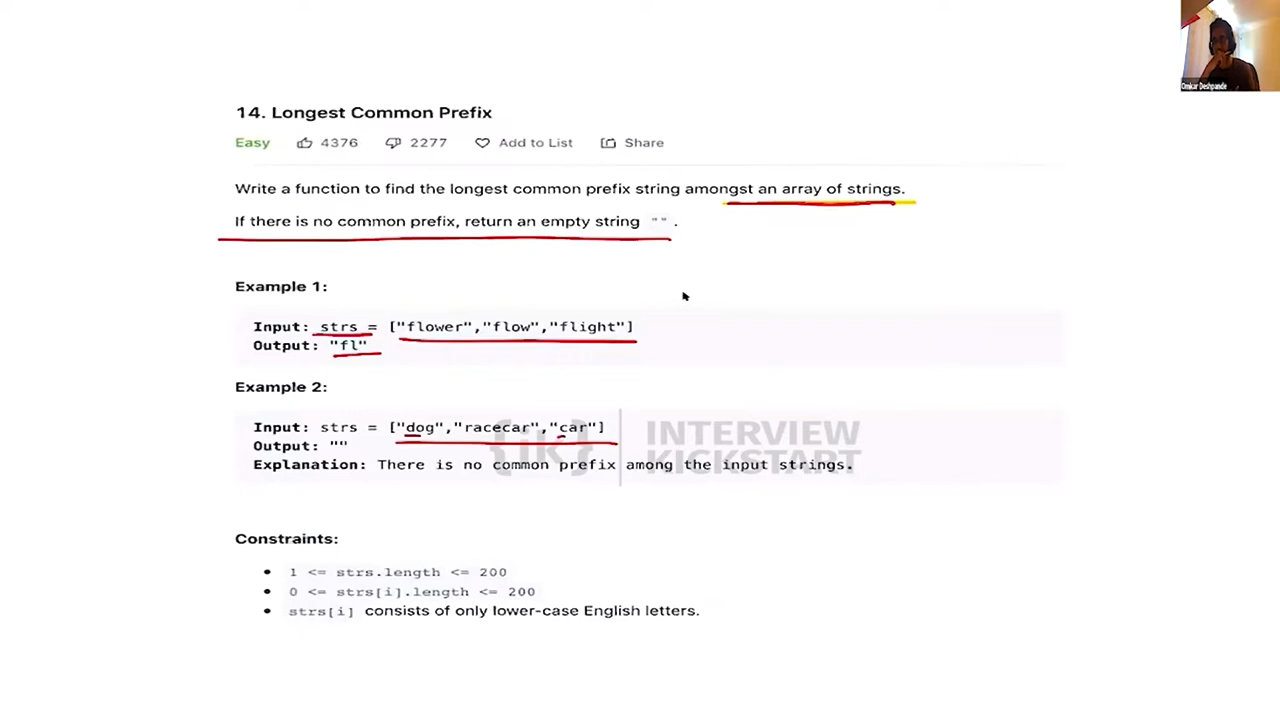 Omkar Deshpande
14. Longest Common Prefix
Easy 4376 2277 Add to List Share
Write a function to find the longest common prefix string amongst an array of strings.
If there is no common prefix, return an empty string "" .
Example 1:
Input: strs = ["flower","flow","flight"]
Output: "fl"
Example 2:
Input: strs = ["dog","racecar","car"]
Output: ""
Explanation: There is no common prefix among the input strings.
{ik} INTERVIEW
KICKSTART
Constraints:
• 1 <= strs.length <= 200
• 0 <= strs[i].length <= 200
• strs[i] consists of only lower-case English letters.